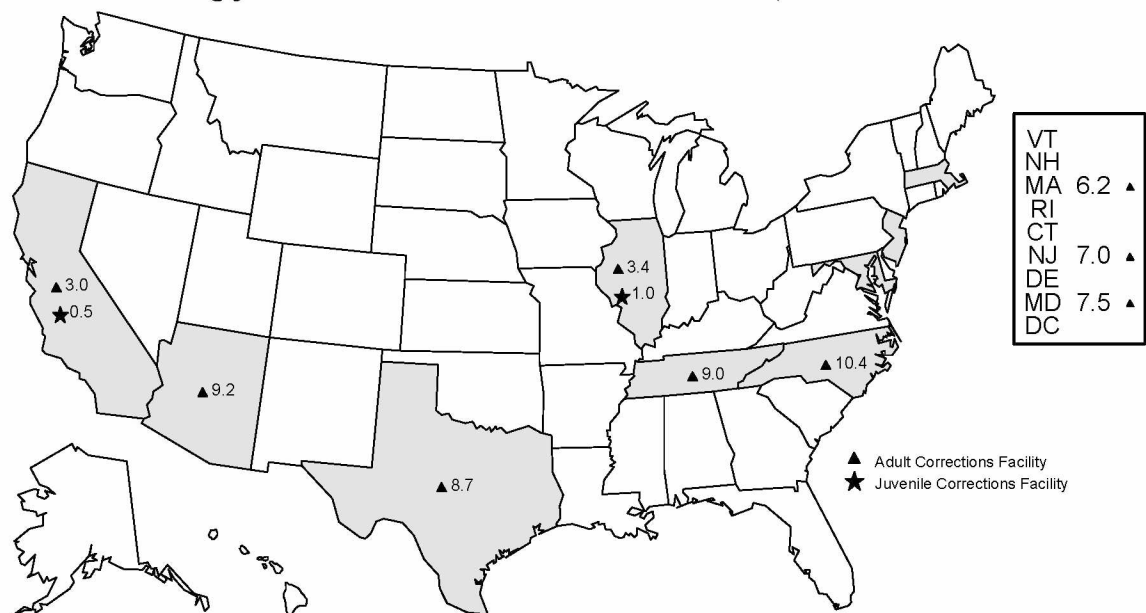 3.0
0.5
9.2
8.7
3.4
1.0
9.0
10.4
VT
NH
MA 6.2
RI
CT
NJ 7.0
DE
MD 7.5
DC
Adult Corrections Facility
Juvenile Corrections Facility